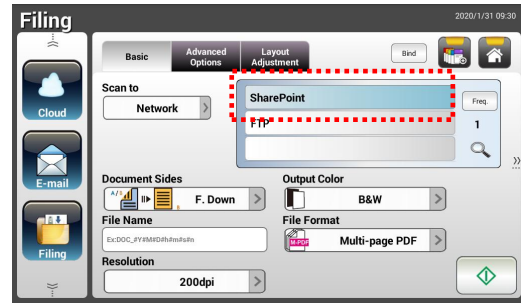 Filing
2020/1/31 09:30
Basic
Advanced
Options
Layout
Adjustment
Bind
Cloud
E-mail
Filing
Scan to
Network
SharePoint
FTP
Freq.
1
Document Sides
F. Down
Output Color
B&W
File Name
Ex:DOC_#Y#M#D#h#m#s#n
File Format
M-PDF
Multi-page PDF
Resolution
200dpi